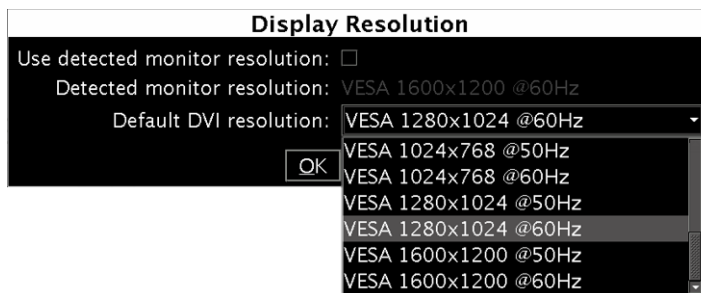 Display Resolution
Use detected monitor resolution:
Detected monitor resolution: VESA 1600x1200 @60Hz
Default DVI resolution: VESA 1280x1024 @60Hz
OK
VESA 1024x768 @50Hz
VESA 1024x768 @60Hz
VESA 1280x1024 @50Hz
VESA 1280x1024 @60Hz
VESA 1600x1200 @50Hz
VESA 1600x1200 @60Hz